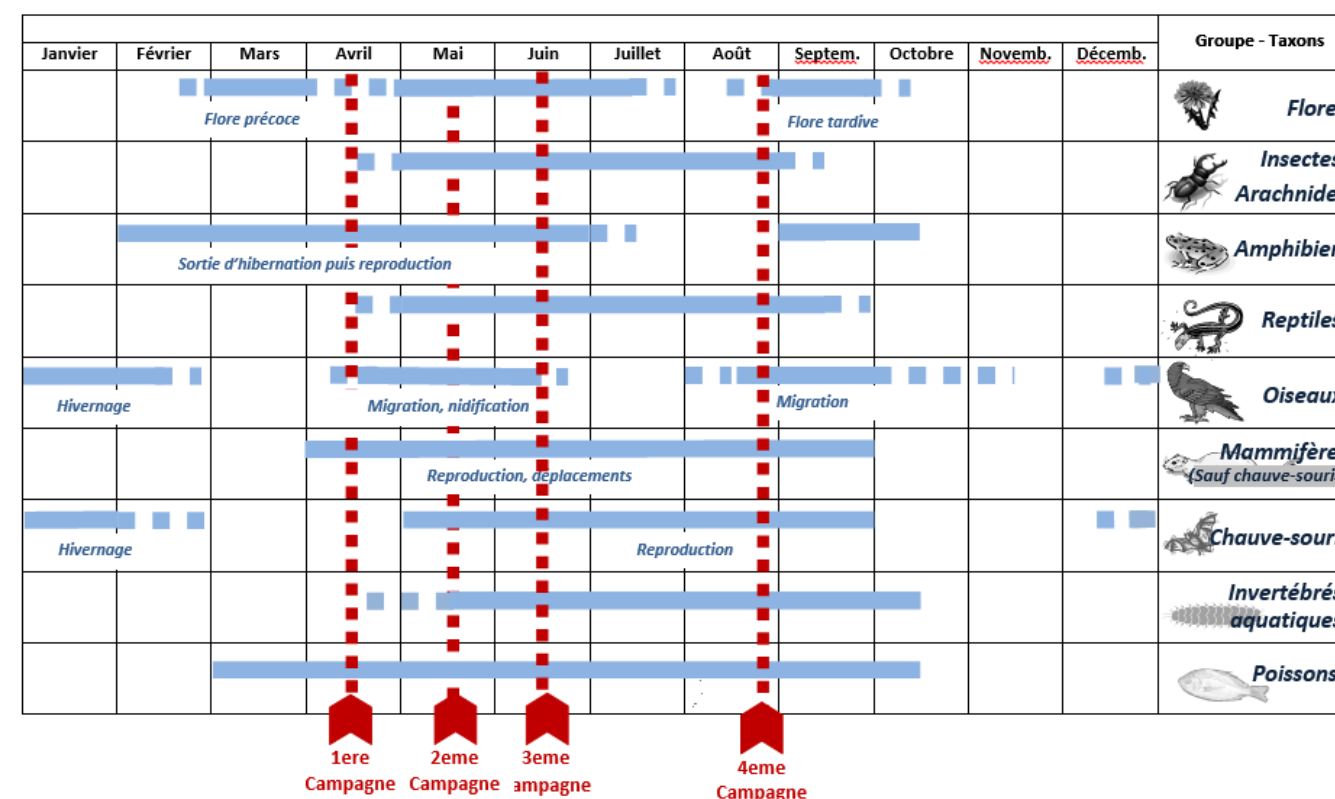 Groupe - Taxons
Janvier Février Mars Avril Mai Juin Juillet Août Septem. Octobre Novemb. Décemb.
Flore précoce
Flore tardive
Flore
Insectes
Arachnide
Sortie d'hibernation puis reproduction
Amphibien
Reptiles
Hivernage
Migration, nidification
Migration
Oiseaux
Reproduction, déplacements
Mammifère
(Sauf chauve-souri
Hivernage
Reproduction
Chauve-souri
Invertébrés
aquatiques
Poissons
1ere 2eme 3eme
Campagne Campagne ampagne
4eme
Campagne